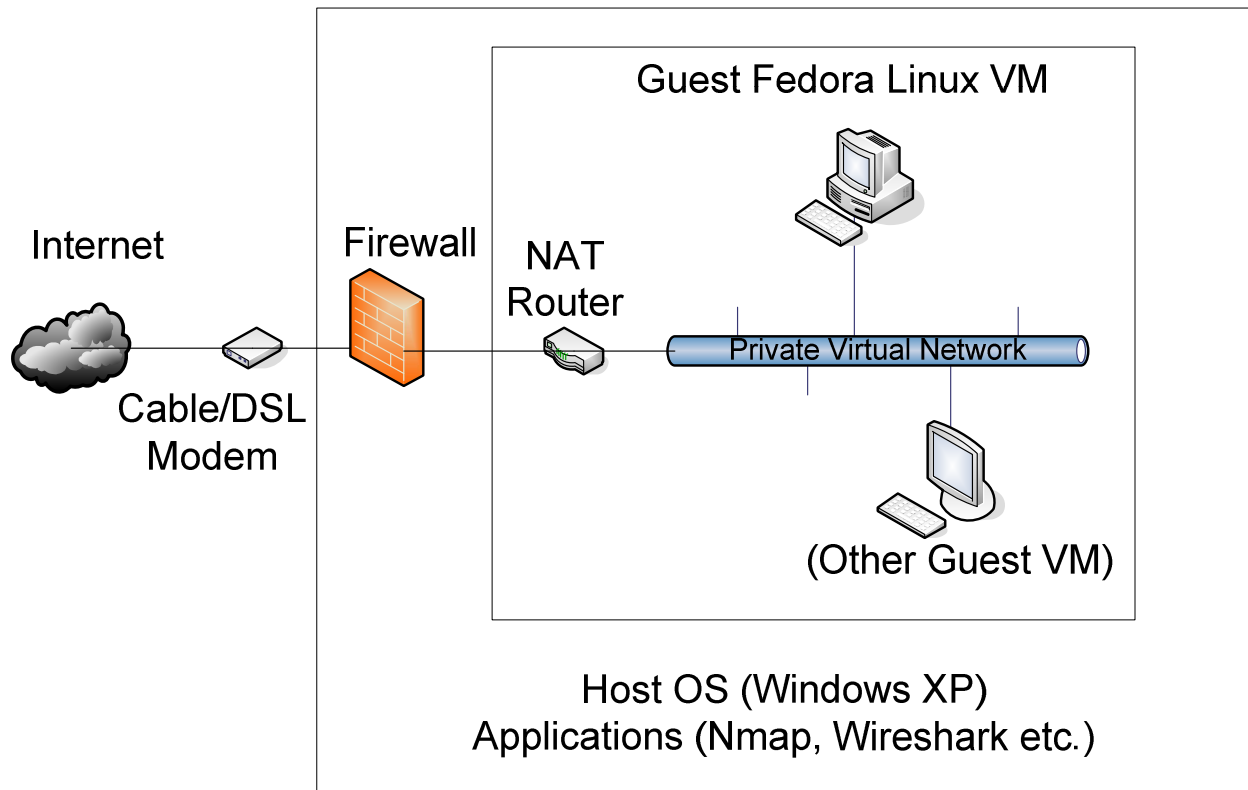 Guest Fedora Linux VM
Internet
Firewall
NAT
Router
Private Virtual Network
Cable/DSL
Modem
(Other Guest VM)
Host OS (Windows XP)
Applications (Nmap, Wireshark etc.)